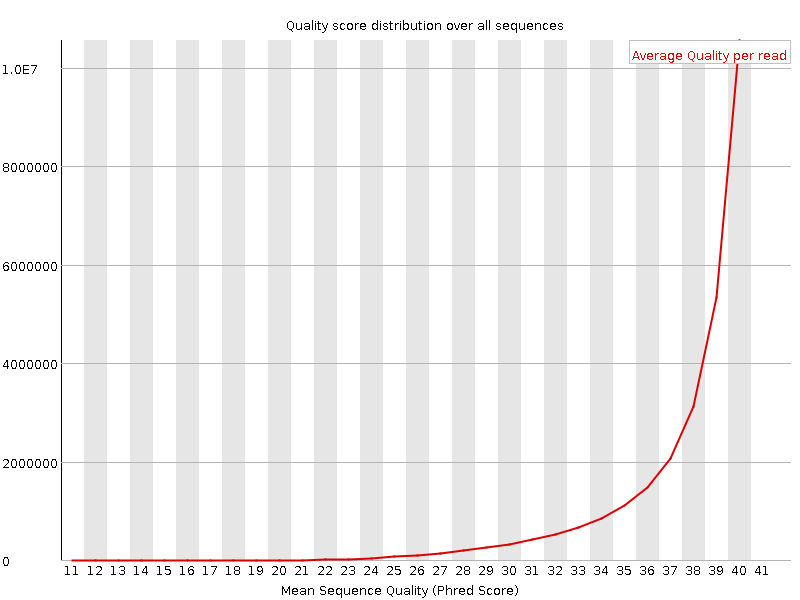 Quality score distribution over all sequences
Average Quality per read
1.0E7
8000000
6000000
4000000
2000000
0
11 12 13 14 15 16 17 18 19 20 21 22 23 24 25 26 27 28 29 30 31 32 33 34 35 36 37 38 39 40 41
Mean Sequence Quality (Phred Score)